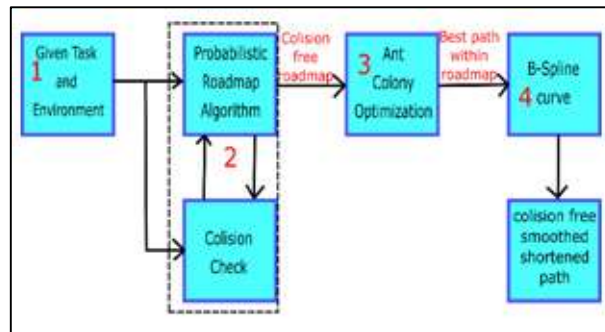 1
Given Task
and
Environment
Probabilistic
Roadmap
Algorithm
2
Colision
Check
Colision
free
roadmap
3
Ant
Colony
Optimization
Best path
within
roadmap
B-Spline
4 curve
colision free
smoothed
shortened
path